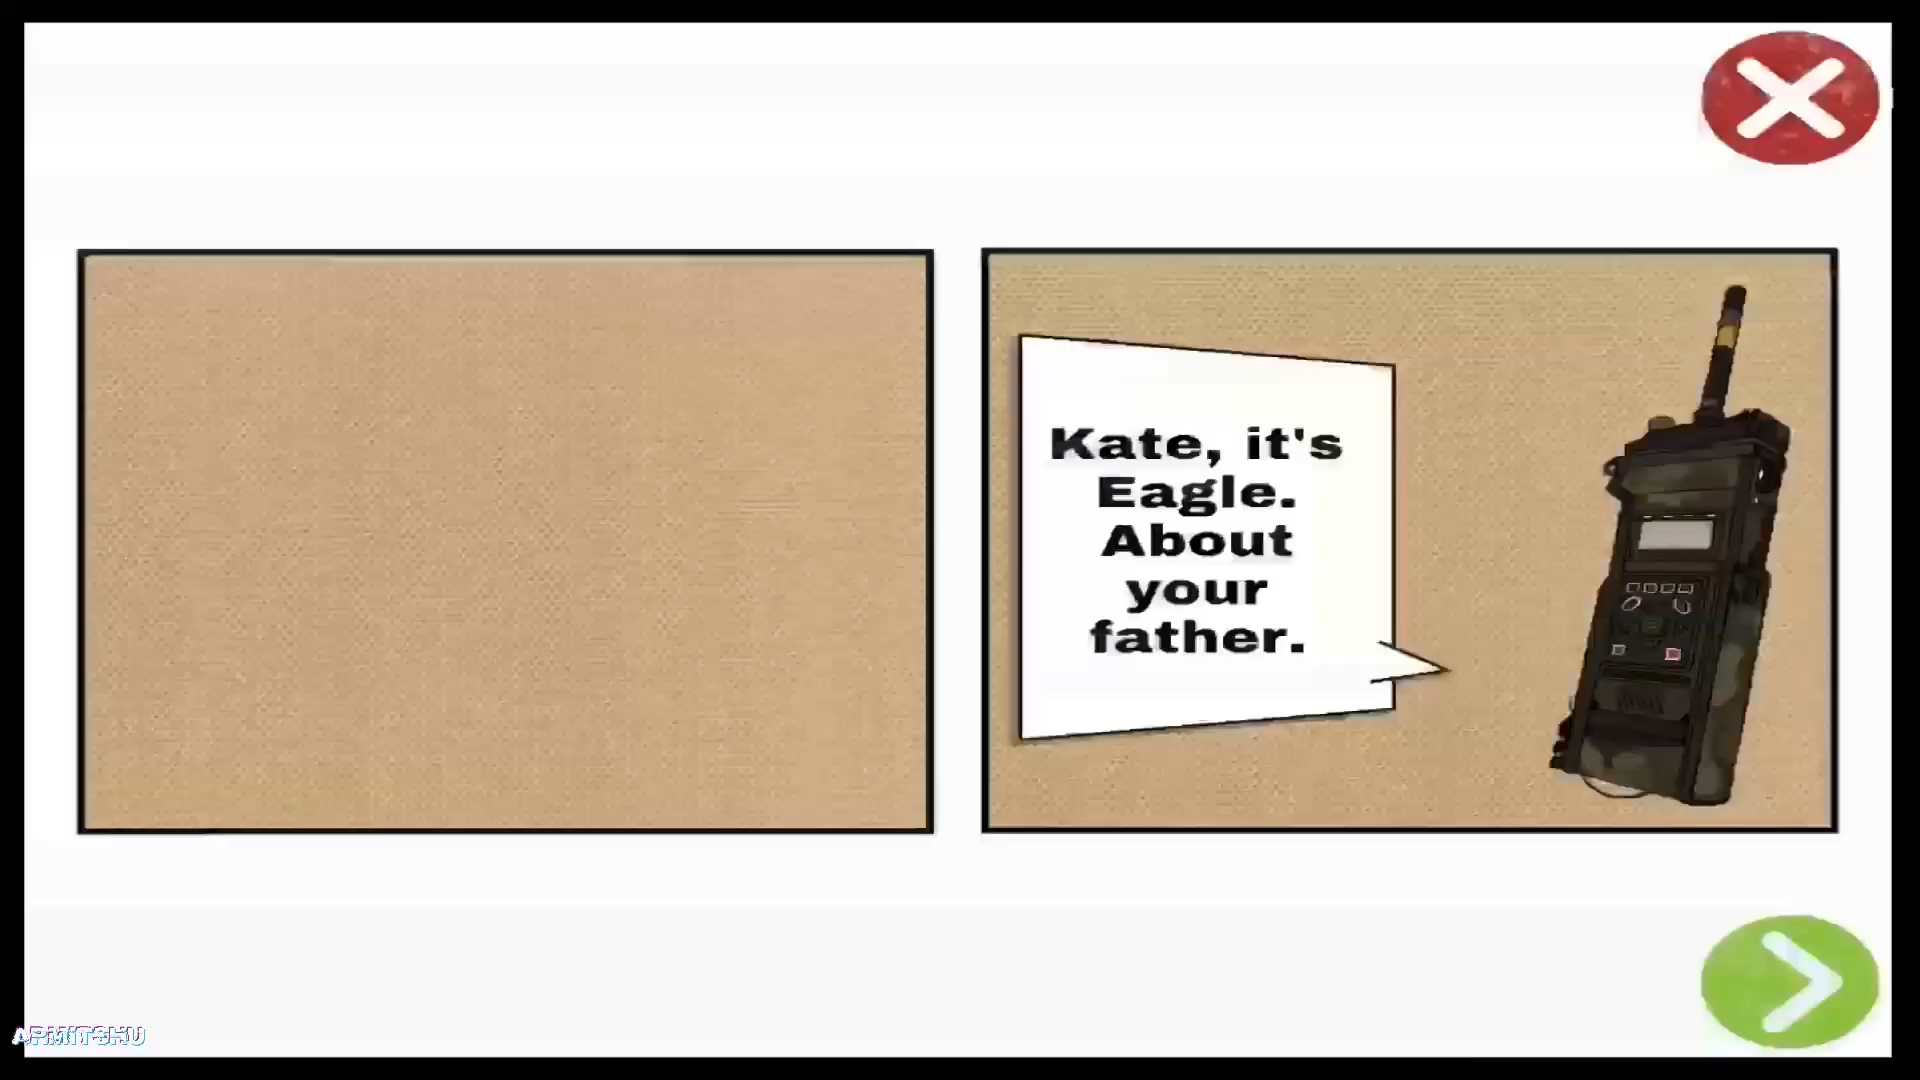 Kate, it's
Eagle.
About
your
father.